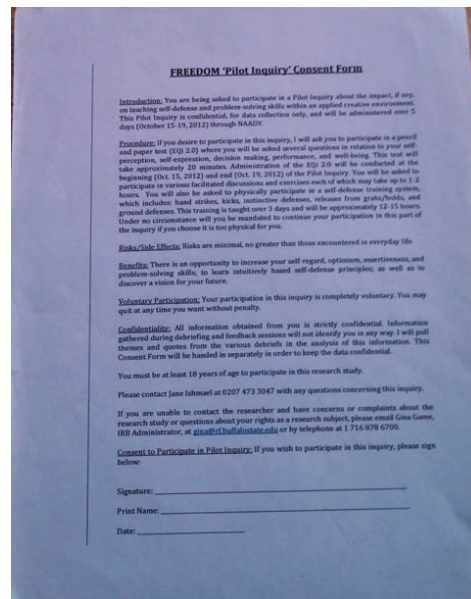 FREEDOM 'Pilot Inquiry' Consent Form
Introduction: You are being asked to participate in a Pilot Inquiry about the impact, if any,
on teaching self-defense and problem-solving skills within an applied creative environment.
This Pilot Inquiry is confidential, for data collection only, and will be administered over 5
days (October 15-19, 2012) through NAADV.
Procedure: If you desire to participate in this inquiry, I will ask you to participate in a pencil
and paper test (EQi 2.0) where you will be asked several questions in relation to your self-
perception, self-expression, decision making, performance, and well-being. This test will
take approximately 20 minutes. Administration of the EQi 2.0 will be conducted at the
beginning (Oct. 15, 2012) and end (Oct. 19, 2012) of the Pilot Inquiry. You will be asked to
participate in various facilitated discussions and exercises each of which may take up to 1-2
hours. You will also be asked to physically participate in a self-defense training system,
which includes: hand strikes, kicks, instinctive defenses, releases from grabs/holds, and
ground defenses. This training is taught over 3 days and will be approximately 12-15 hours.
Under no circumstance will you be mandated to continue your participation in this part of
the inquiry if you choose it is too physical for you.
Risks/Side Effects: Risks are minimal, no greater than those encountered in everyday life.
Benefits: There is an opportunity to increase your self-regard, optimism, assertiveness, and
problem-solving skills; to learn intuitively based self-defense principles; as well as to
discover a vision for your future.
Voluntary Participation: Your participation in this inquiry is completely voluntary. You may
quit at any time you want without penalty.
Confidentiality: All information obtained from you is strictly confidential. Information
gathered during debriefing and feedback sessions will not identify you in any way. I will pull
themes and quotes from the various debriefs in the analysis of this information. This
Consent Form will be handed in separately in order to keep the data confidential.
You must be at least 18 years of age to participate in this research study.
Please contact Jane Ishmael at 0207 473 3047 with any questions concerning this inquiry.
If you are unable to contact the researcher and have concerns or complaints about the
research study or questions about your rights as a research subject, please email Gina Game,
IRB Administrator, at gina@rf.buffalostate.edu or by telephone at 1 716 878 6700.
Consent to Participate in Pilot Inquiry: If you wish to participate in this inquiry, please sign
below:
Signature:
Print Name:
Date: